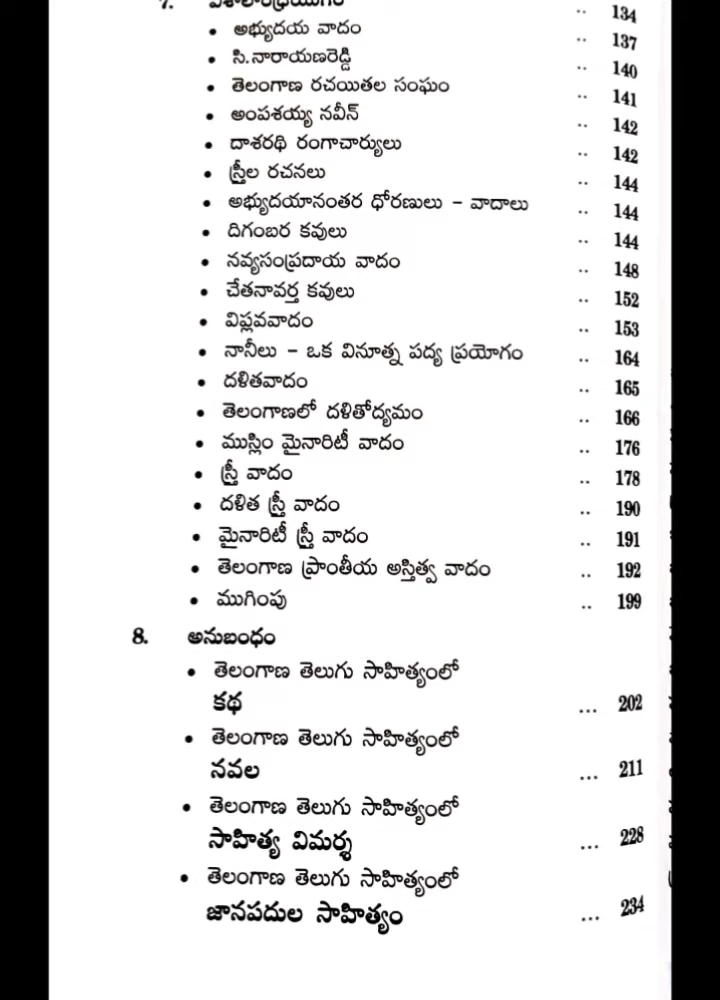 7. విశాలాంధ్రయుగం .. 134
• అభ్యుదయ వాదం .. 137
• సి.నారాయణరెడ్డి .. 140
• తెలంగాణ రచయితల సంఘం .. 141
• అంపశయ్య నవీన్ .. 142
• దాశరథి రంగాచార్యులు .. 142
• స్త్రీల రచనలు .. 144
• అభ్యుదయానంతర ధోరణులు – వాదాలు .. 144
• దిగంబర కవులు .. 144
• నవ్యసంప్రదాయ వాదం .. 148
• చేతనావర్త కవులు .. 152
• విప్లవవాదం .. 153
• నానీలు – ఒక వినూత్న పద్య ప్రయోగం .. 164
• దళితవాదం .. 165
• తెలంగాణలో దళితోద్యమం .. 166
• ముస్లిం మైనారిటీ వాదం .. 176
• స్త్రీ వాదం .. 178
• దళిత స్త్రీ వాదం .. 190
• మైనారిటీ స్త్రీ వాదం .. 191
• తెలంగాణ ప్రాంతీయ అస్తిత్వ వాదం .. 192
• ముగింపు .. 199
8. అనుబంధం
• తెలంగాణ తెలుగు సాహిత్యంలో
కథ ... 202
• తెలంగాణ తెలుగు సాహిత్యంలో
నవల ... 211
• తెలంగాణ తెలుగు సాహిత్యంలో
సాహిత్య విమర్శ ... 228
• తెలంగాణ తెలుగు సాహిత్యంలో
జానపదుల సాహిత్యం ... 234